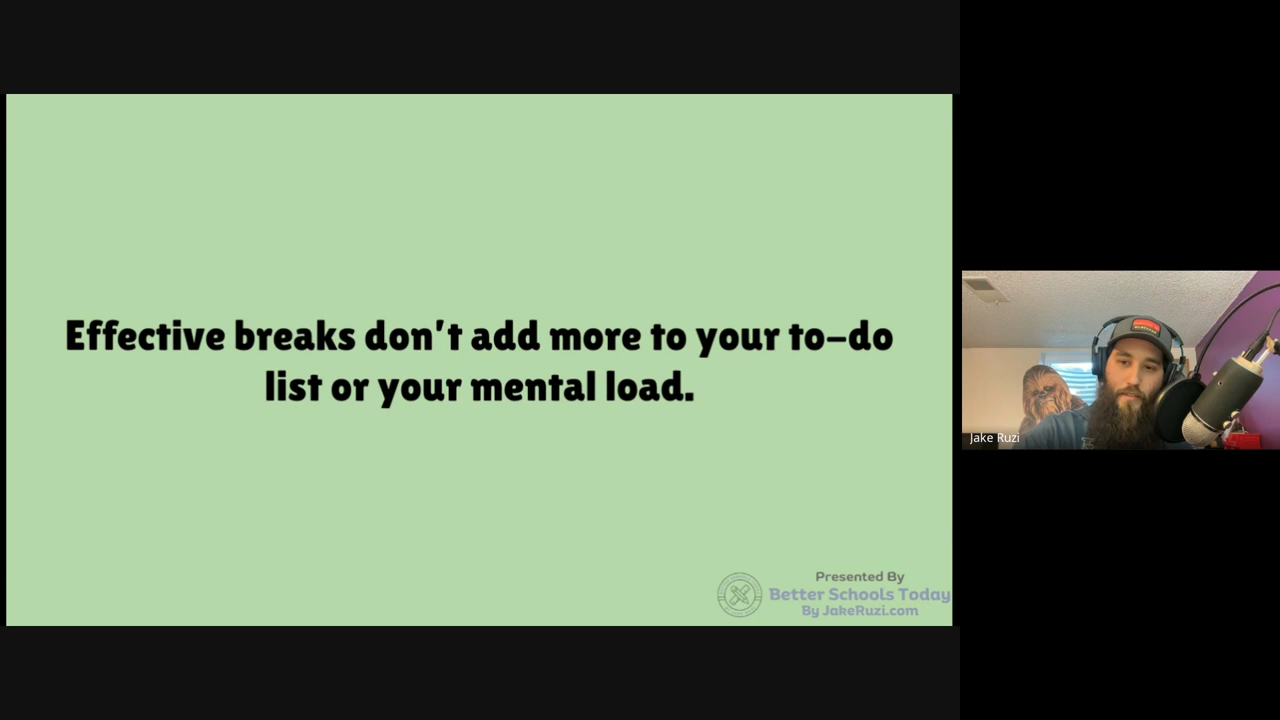 Effective breaks don't add more to your to-do
list or your mental load.
Presented By
Better Schools Today
By JakeRuzi.com
Jake Ruzi